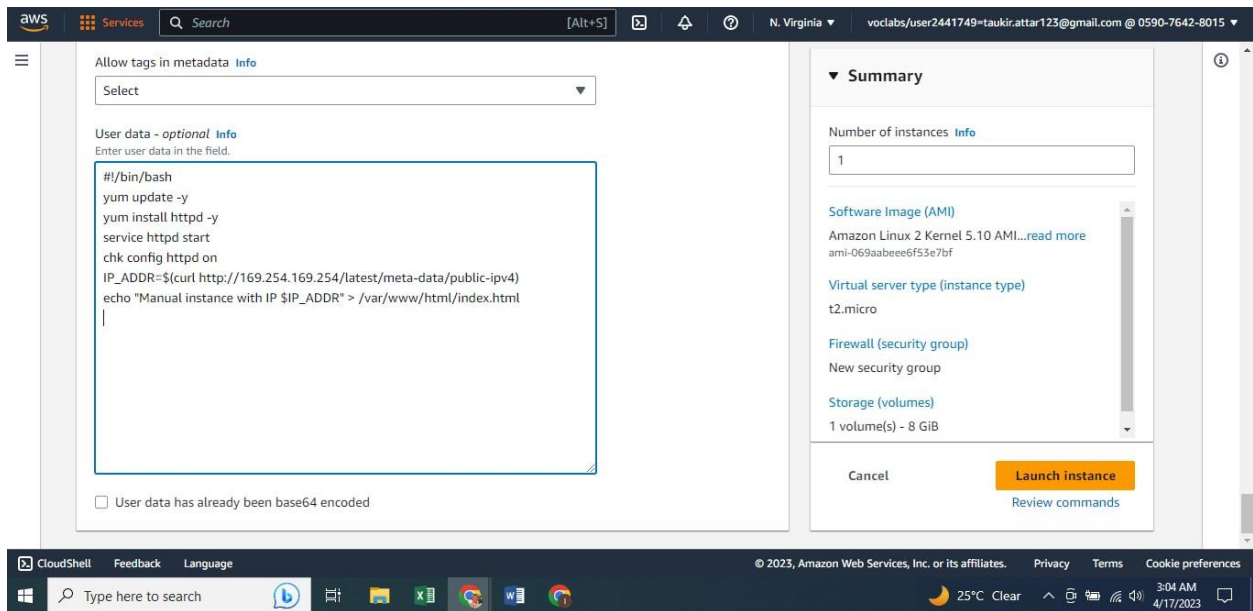 aws
Services
Search
[Alt+S]
N. Virginia
voclabs/user2441749=taukir.attar123@gmail.com @ 0590-7642-8015
Allow tags in metadata Info
Select
User data - optional Info
Enter user data in the field.
#!/bin/bash
yum update -y
yum install httpd -y
service httpd start
chk config httpd on
IP_ADDR=$(curl http://169.254.169.254/latest/meta-data/public-ipv4)
echo "Manual instance with IP $IP_ADDR" > /var/www/html/index.html
User data has already been base64 encoded
Summary
Number of instances Info
1
Software Image (AMI)
Amazon Linux 2 Kernel 5.10 AMI...read more
ami-069aabeee6f53e7bf
Virtual server type (instance type)
t2.micro
Firewall (security group)
New security group
Storage (volumes)
1 volume(s) - 8 GiB
Cancel
Launch instance
Review commands
CloudShell Feedback Language
© 2023, Amazon Web Services, Inc. or its affiliates. Privacy Terms Cookie preferences
Type here to search
25°C Clear
3:04 AM
4/17/2023